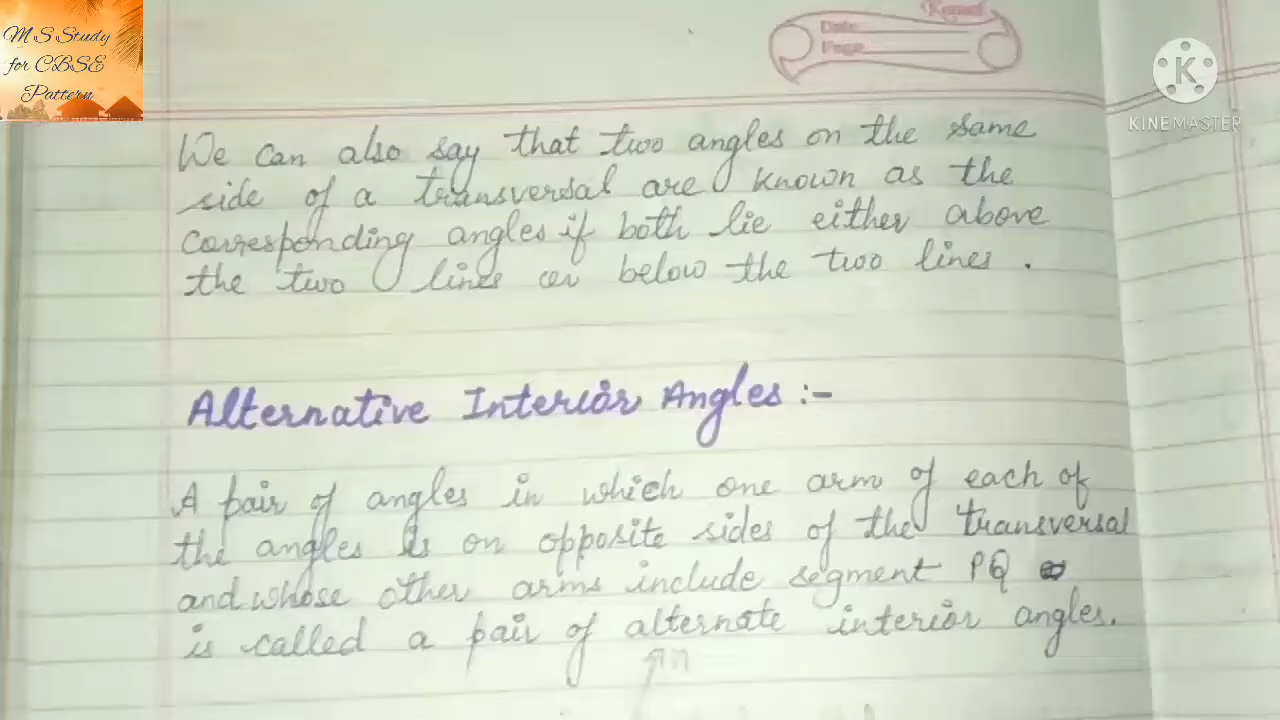 M S Study
for CBSE
Pattern
Date
Page
KINEMASTER
We can also say that two angles on the same
side of a transversal are known as the
corresponding angles if both lie either above
the two lines or below the two lines .
Alternative Interior Angles :-
A pair of angles in which one arm of each of
the angles is on opposite sides of the transversal
and whose other arms include segment PQ
is called a pair of alternate interior angles.